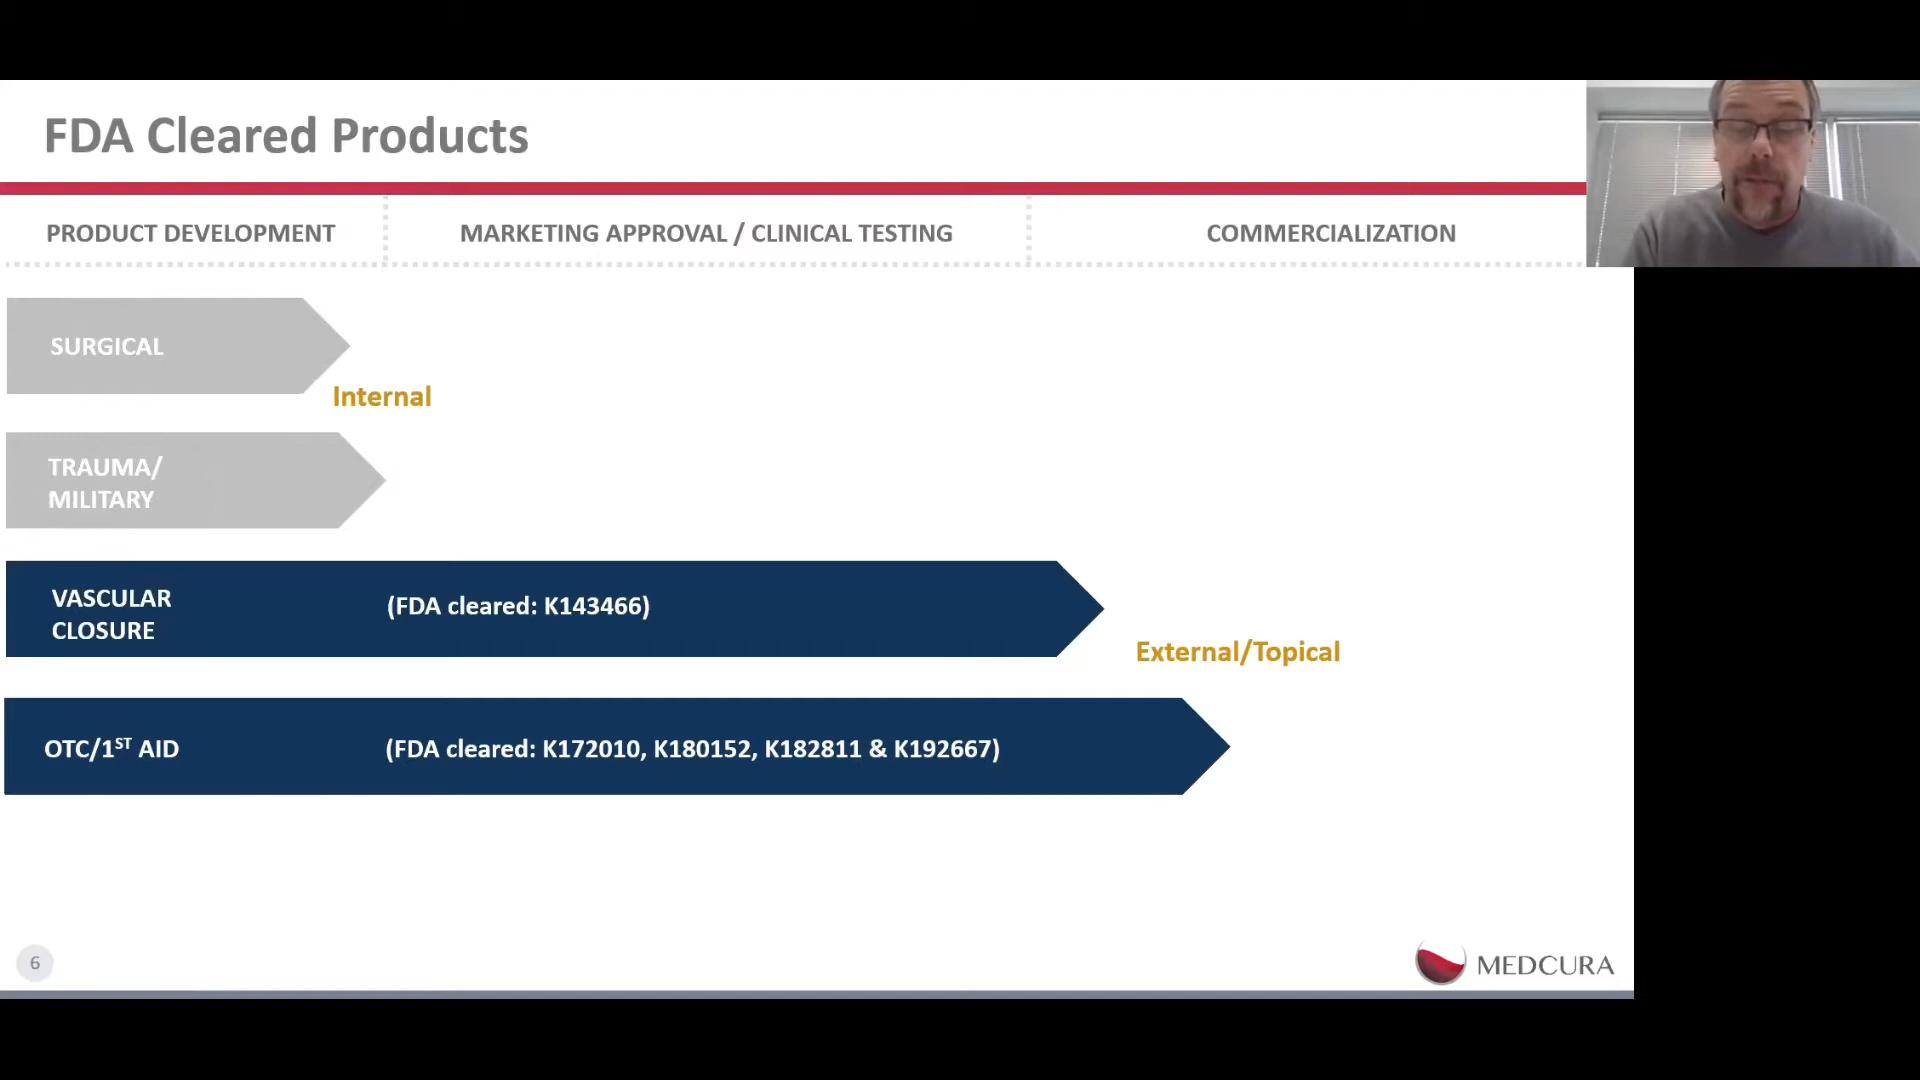 FDA Cleared Products
PRODUCT DEVELOPMENT
MARKETING APPROVAL / CLINICAL TESTING
COMMERCIALIZATION
SURGICAL
Internal
TRAUMA/
MILITARY
VASCULAR
CLOSURE
(FDA cleared: K143466)
External/Topical
OTC/1ST AID
(FDA cleared: K172010, K180152, K182811 & K192667)
6
MEDCURA